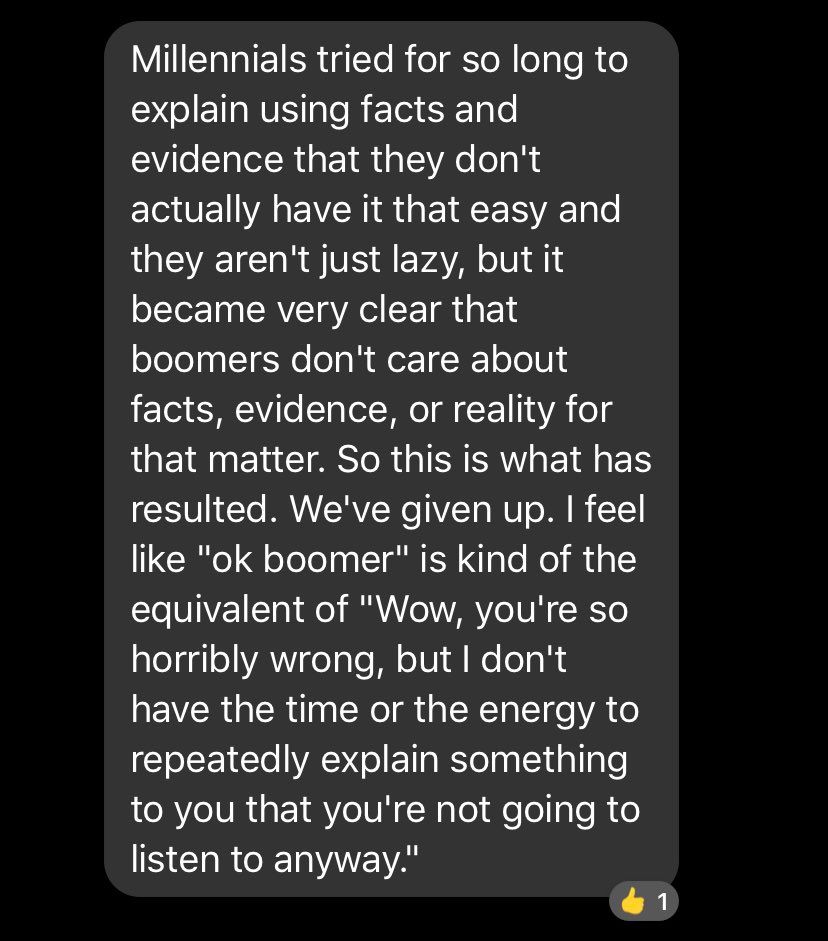 Millennials tried for so long to
explain using facts and
evidence that they don't
actually have it that easy and
they aren't just lazy, but it
became very clear that
boomers don't care about
facts, evidence, or reality for
that matter. So this is what has
resulted. We've given up. I feel
like "ok boomer" is kind of the
equivalent of "Wow, you're so
horribly wrong, but I don't
have the time or the energy to
repeatedly explain something
to you that you're not going to
listen to anyway."
👍 1